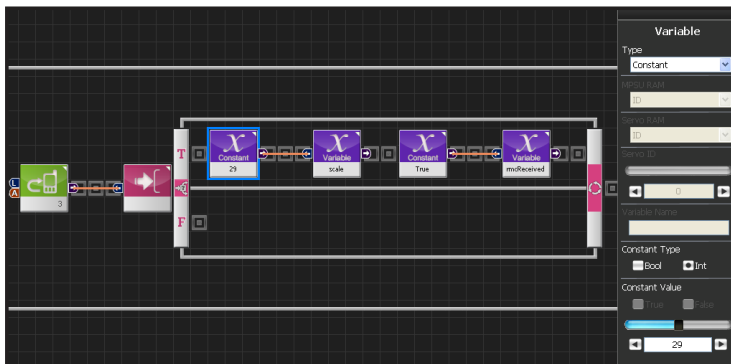 Variable
Type
Constant
MPSU RAM
ID
Servo RAM
ID
Servo ID
0
Variable Name
Constant Type
Bool Int
Constant Value
True False
29
L
A
3
T
F
Constant
29
Variable
scale
Constant
True
Variable
rmcReceived